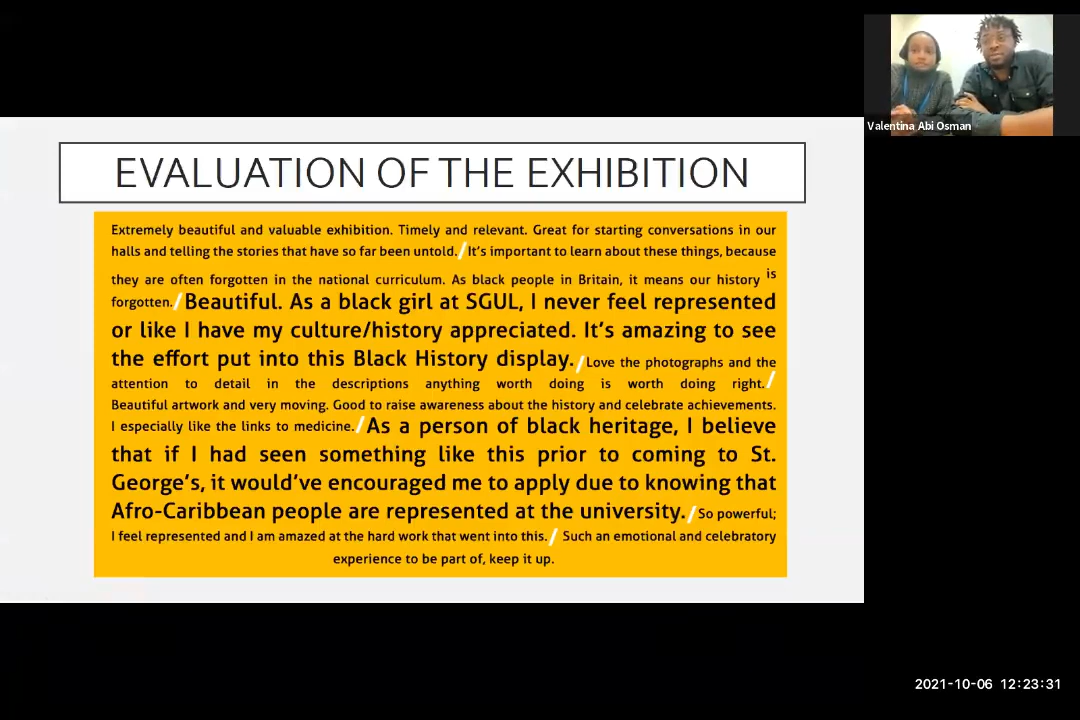 EVALUATION OF THE EXHIBITION
Extremely beautiful and valuable exhibition. Timely and relevant. Great for starting conversations in our
halls and telling the stories that have so far been untold./It's important to learn about these things, because
they are often forgotten in the national curriculum. As black people in Britain, it means our history is
forgotten./Beautiful. As a black girl at SGUL, I never feel represented
or like I have my culture/history appreciated. It's amazing to see
the effort put into this Black History display./Love the photographs and the
attention to detail in the descriptions anything worth doing is worth doing right./
Beautiful artwork and very moving. Good to raise awareness about the history and celebrate achievements.
I especially like the links to medicine./As a person of black heritage, I believe
that if I had seen something like this prior to coming to St.
George's, it would've encouraged me to apply due to knowing that
Afro-Caribbean people are represented at the university./So powerful;
I feel represented and I am amazed at the hard work that went into this./ Such an emotional and celebratory
experience to be part of, keep it up.
Valentina Abi Osman
2021-10-06 12:23:31